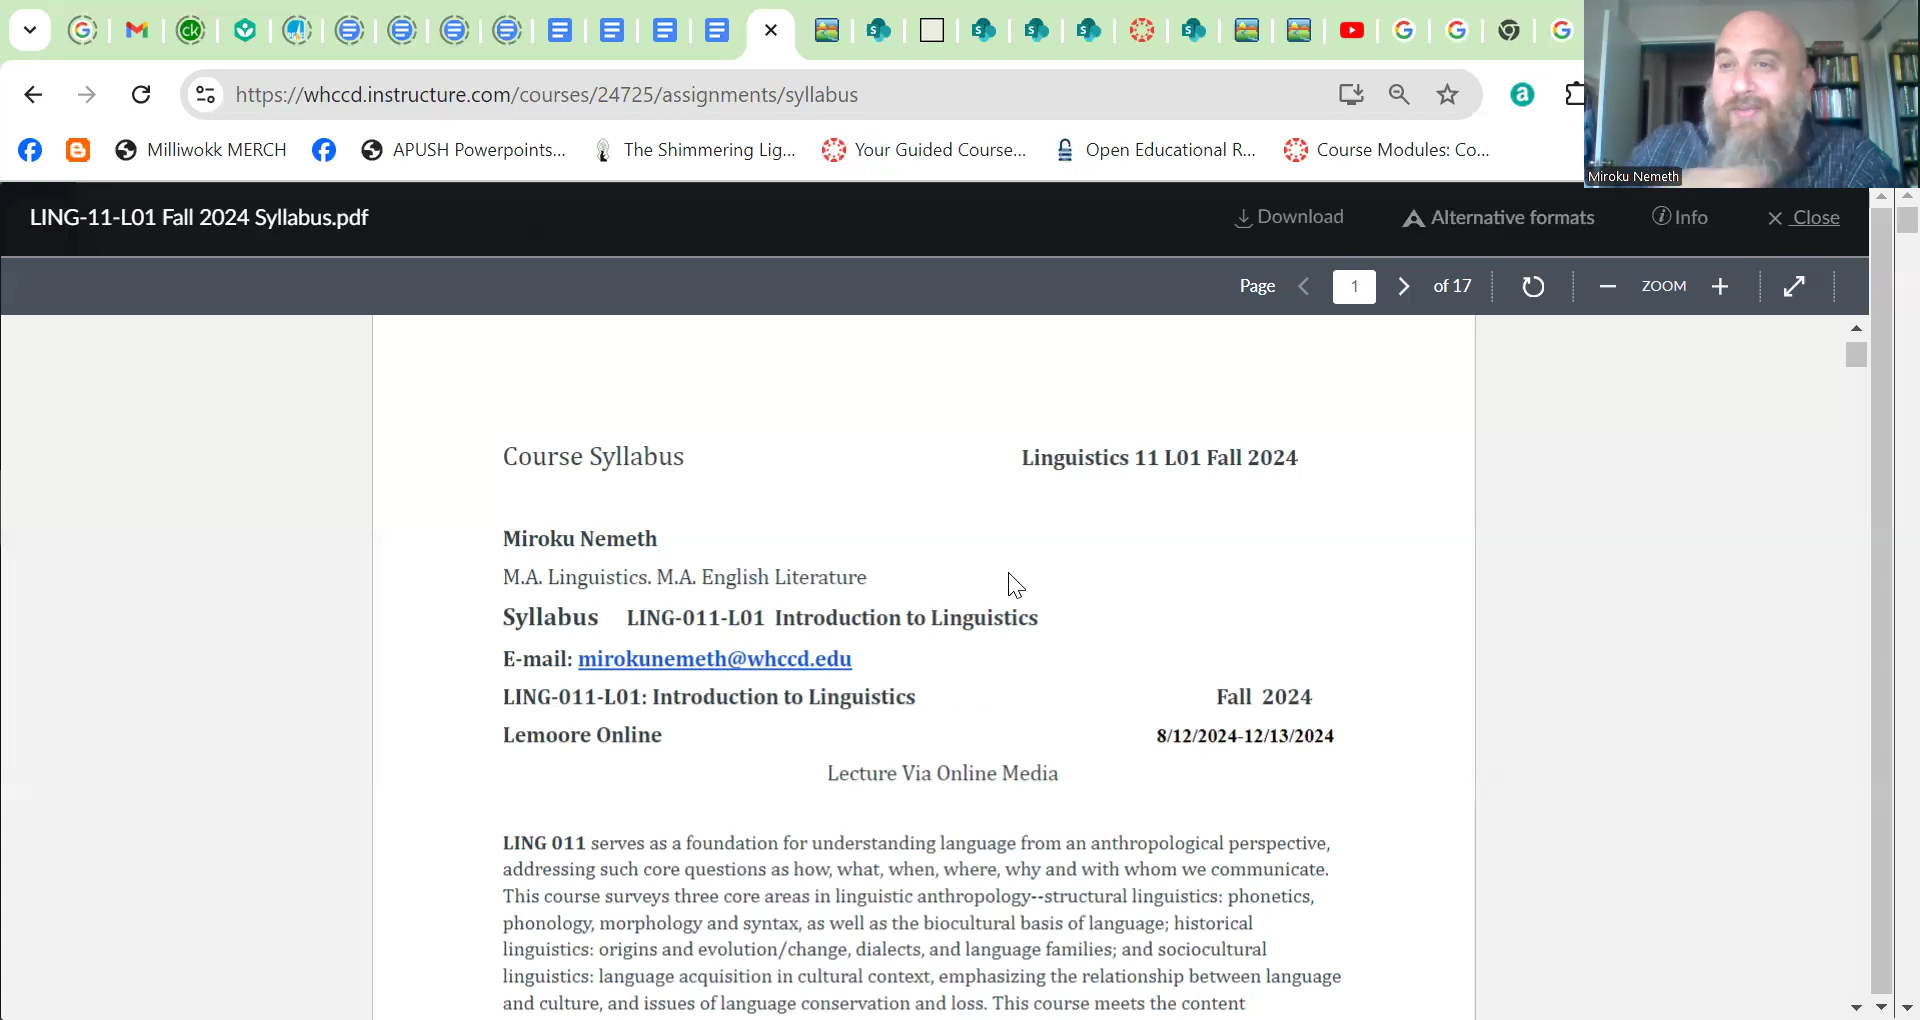 https://whccd.instructure.com/courses/24725/assignments/syllabus
Milliwokk MERCH
APUSH Powerpoints...
The Shimmering Lig...
Your Guided Course...
Open Educational R...
Course Modules: Co...
Miroku Nemeth
LING-11-L01 Fall 2024 Syllabus.pdf
Download
Alternative formats
Info
Close
Page 1 of 17
ZOOM
Course Syllabus Linguistics 11 L01 Fall 2024
Miroku Nemeth
M.A. Linguistics. M.A. English Literature
Syllabus LING-011-L01 Introduction to Linguistics
E-mail: mirokunemeth@whccd.edu
LING-011-L01: Introduction to Linguistics Fall 2024
Lemoore Online 8/12/2024-12/13/2024
Lecture Via Online Media
LING 011 serves as a foundation for understanding language from an anthropological perspective,
addressing such core questions as how, what, when, where, why and with whom we communicate.
This course surveys three core areas in linguistic anthropology--structural linguistics: phonetics,
phonology, morphology and syntax, as well as the biocultural basis of language; historical
linguistics: origins and evolution/change, dialects, and language families; and sociocultural
linguistics: language acquisition in cultural context, emphasizing the relationship between language
and culture, and issues of language conservation and loss. This course meets the content